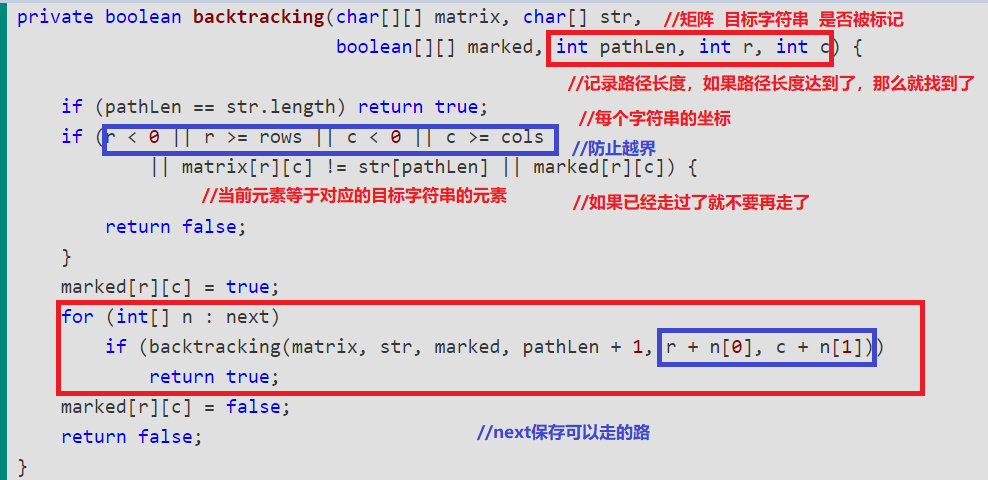 private boolean backtracking(char[][] matrix, char[] str, //矩阵 目标字符串 是否被标记
boolean[][] marked, int pathLen, int r, int c) {
//记录路径长度，如果路径长度达到了，那么就找到了
if (pathLen == str.length) return true;
//每个字符串的坐标
if (r < 0 || r >= rows || c < 0 || c >= cols //防止越界
|| matrix[r][c] != str[pathLen] || marked[r][c]) {
//当前元素等于对应的目标字符串的元素 //如果已经走过了就不要再走了
return false;
}
marked[r][c] = true;
for (int[] n : next)
if (backtracking(matrix, str, marked, pathLen + 1, r + n[0], c + n[1]))
return true;
marked[r][c] = false;
return false; //next保存可以走的路
}